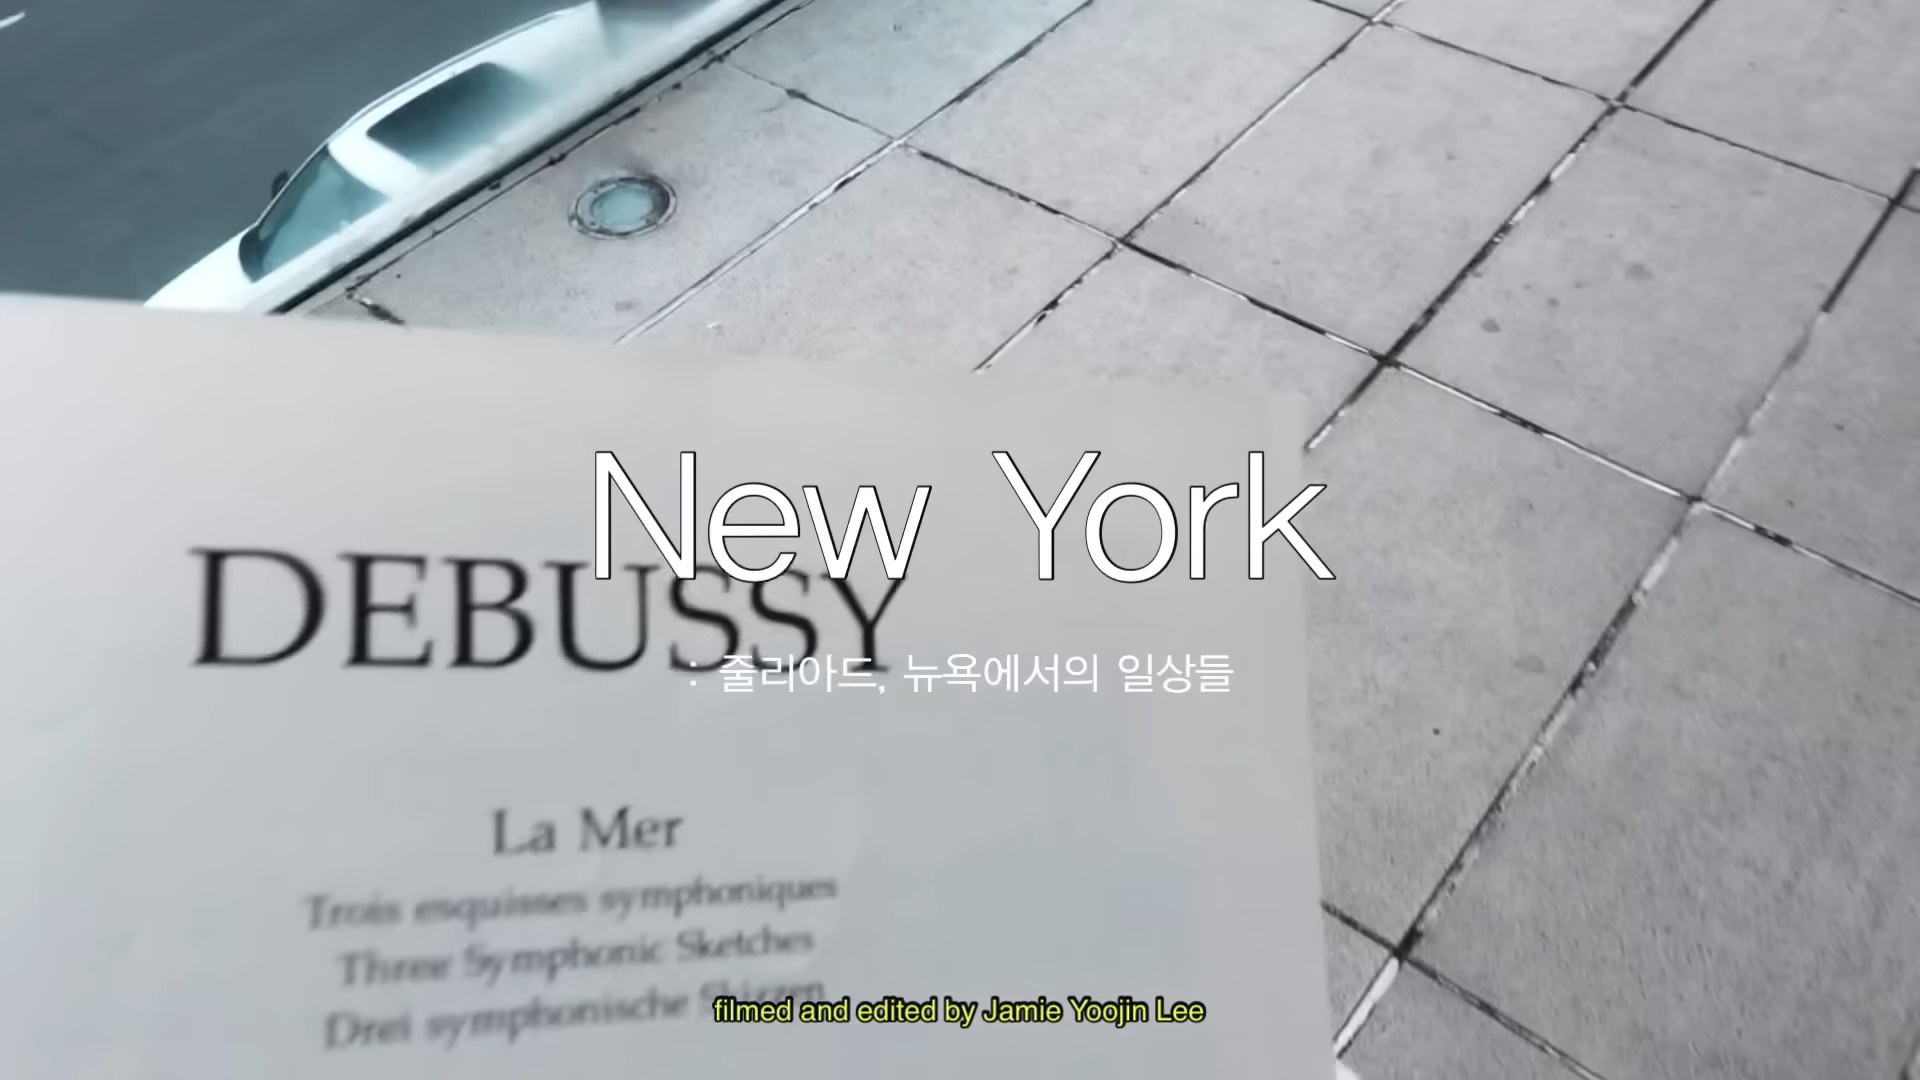 New York
DEBUSSY
: 줄리아드, 뉴욕에서의 일상들
La Mer
Trois esquisses symphoniques
Three Symphonic Sketches
Drei symphonische Skizzen
filmed and edited by Jamie Yoojin Lee